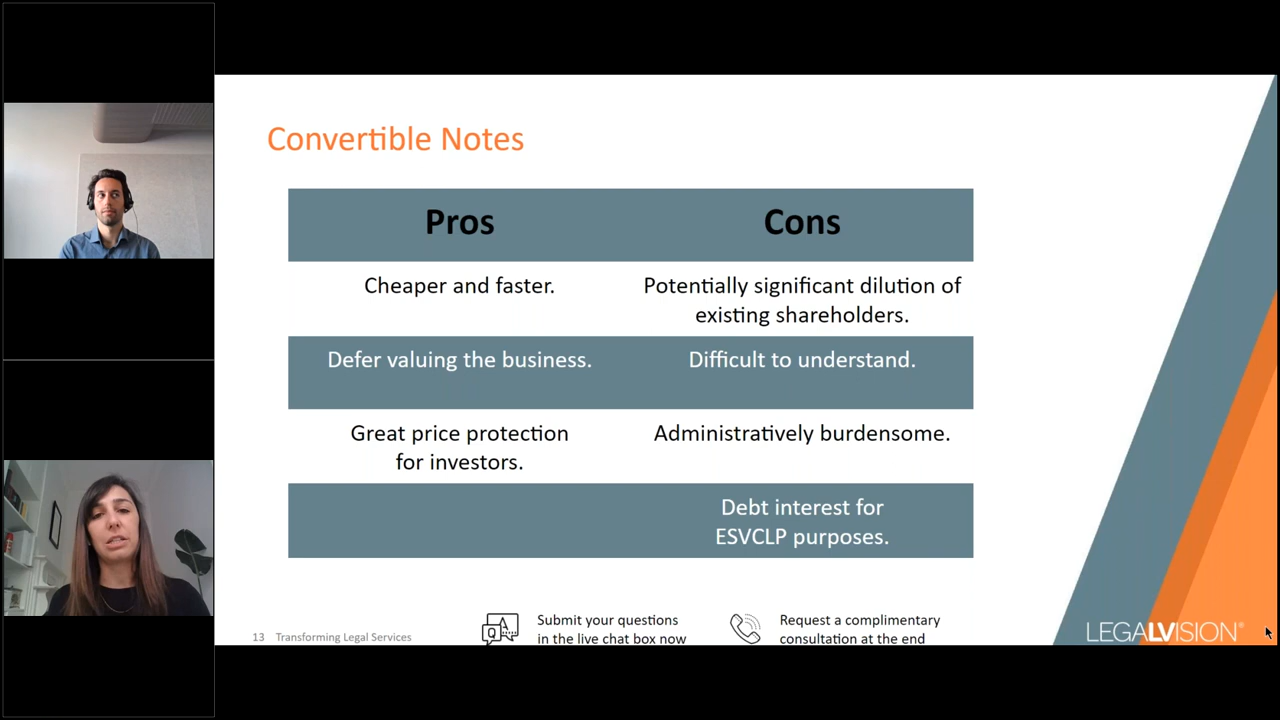 Convertible Notes
Pros
Cons
Cheaper and faster.
Potentially significant dilution of
existing shareholders.
Defer valuing the business.
Difficult to understand.
Great price protection
for investors.
Administratively burdensome.
Debt interest for
ESVCLP purposes.
13 Transforming Legal Services
Q A
Submit your questions
in the live chat box now
Request a complimentary
consultation at the end
LEGALVISION®